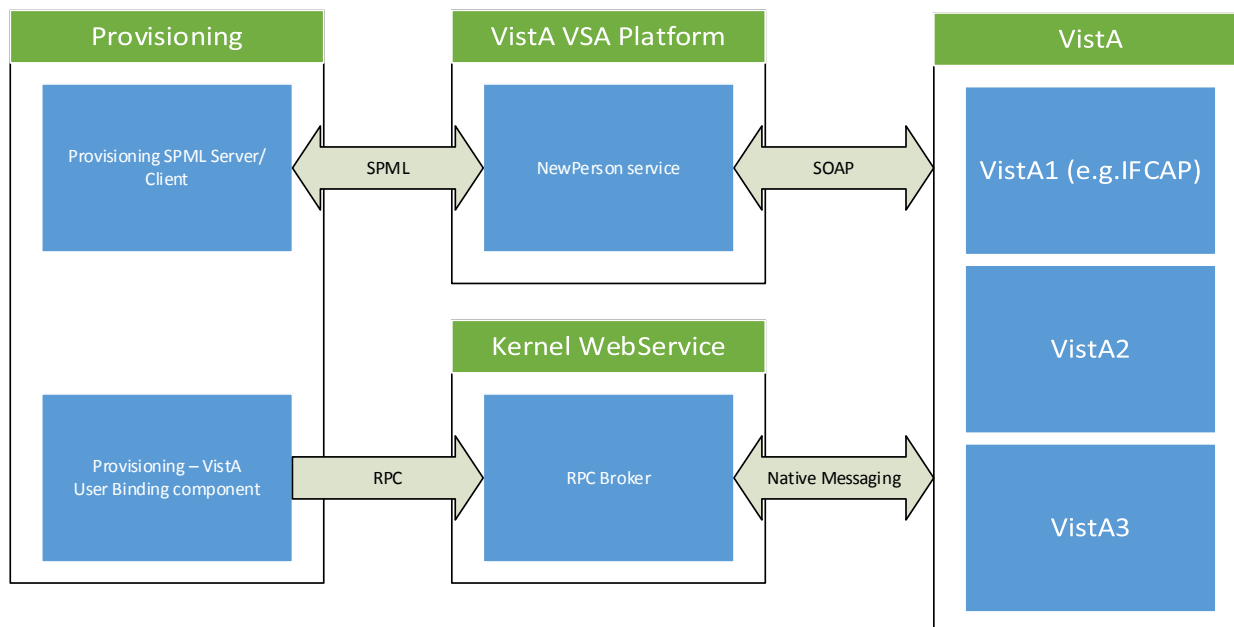 Provisioning
VistA VSA Platform
VistA
Provisioning SPML Server/
Client
SPML
NewPerson service
SOAP
VistA1 (e.g.IFCAP)
VistA2
Kernel WebService
Provisioning – VistA
User Binding component
RPC
RPC Broker
Native Messaging
VistA3